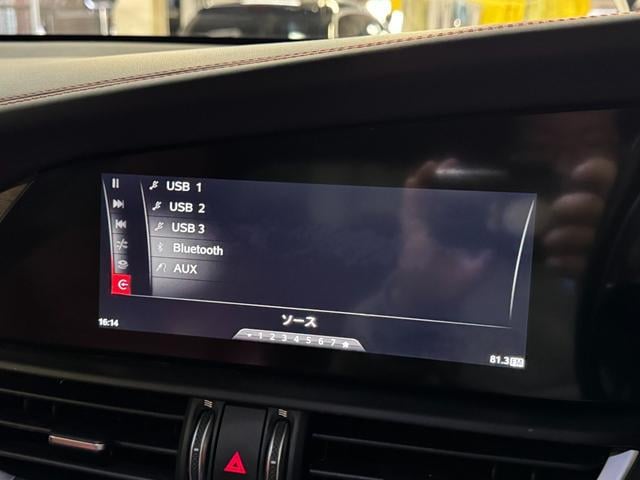 USB 1
USB 2
USB 3
Bluetooth
AUX
ソース
1 2 3 4 5 6 7
16:14
81.3 FM